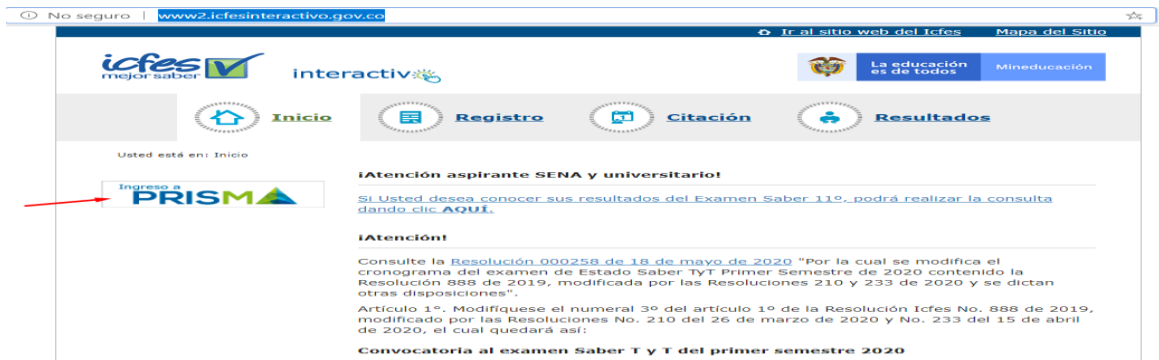 No seguro | www2.icfesinteractivo.gov.co
Ir al sitio web del Icfes Mapa del Sitio
icfes
mejor saber
interactivo
La educación
es de todos
Mineducación
Inicio Registro Citación Resultados
Usted está en: Inicio
Ingreso a
PRISMA
¡Atención aspirante SENA y universitario!
Si Usted desea conocer sus resultados del Examen Saber 11º, podrá realizar la consulta
dando clic AQUÍ.
¡Atención!
Consulte la Resolución 000258 de 18 de mayo de 2020 "Por la cual se modifica el
cronograma del examen de Estado Saber TyT Primer Semestre de 2020 contenido la
Resolución 888 de 2019, modificada por las Resoluciones 210 y 233 de 2020 y se dictan
otras disposiciones".
Artículo 1º. Modifíquese el numeral 3º del artículo 1º de la Resolución Icfes No. 888 de 2019,
modificado por las Resoluciones No. 210 del 26 de marzo de 2020 y No. 233 del 15 de abril
de 2020, el cual quedará así:
Convocatoria al examen Saber T y T del primer semestre 2020